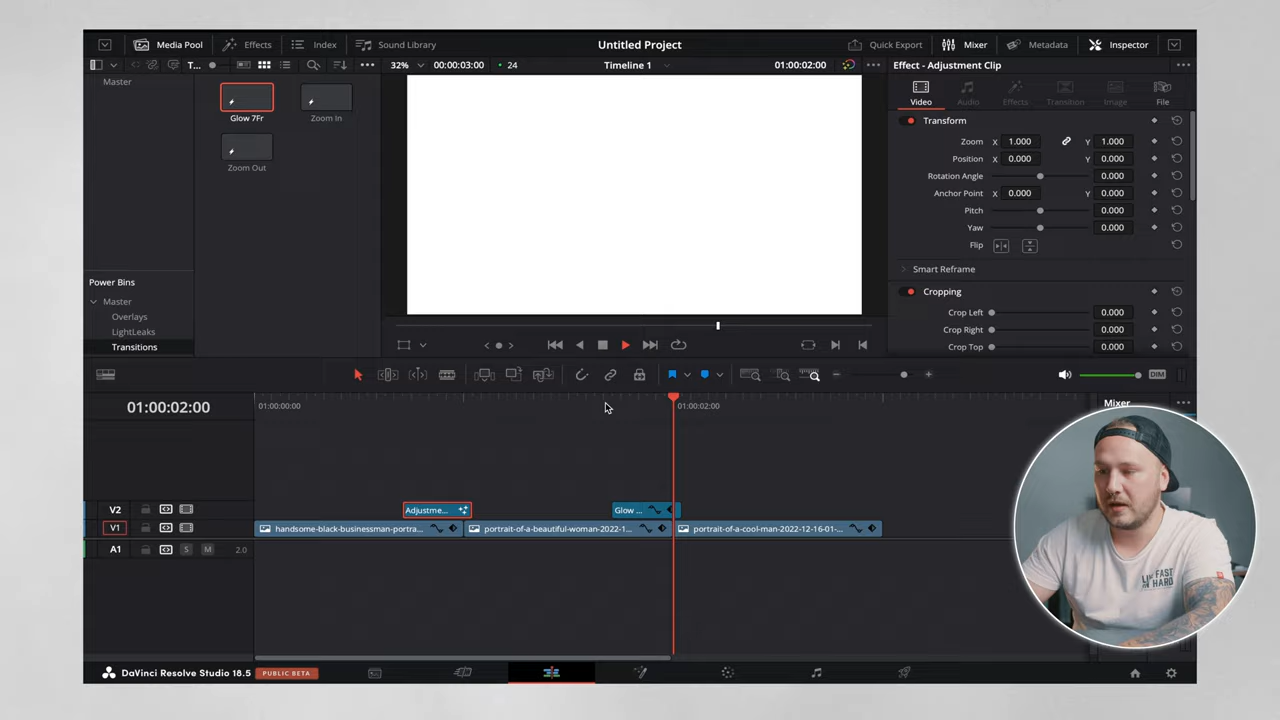 Media Pool Effects Index Sound Library Untitled Project Quick Export Mixer Metadata Inspector
T... 32% 00:00:03:00 24 Timeline 1 01:00:02:00 Effect - Adjustment Clip
Master
Glow 7Fr Zoom In
Zoom Out
Power Bins
Master
Overlays
LightLeaks
Transitions
Video Audio Effects Transition Image File
Transform
Zoom X 1.000 Y 1.000
Position X 0.000 Y 0.000
Rotation Angle 0.000
Anchor Point X 0.000 Y 0.000
Pitch 0.000
Yaw 0.000
Flip
Smart Reframe
Cropping
Crop Left 0.000
Crop Right 0.000
Crop Top 0.000
DIM
01:00:02:00 01:00:00:00 01:00:02:00 Mixer
V2 Adjustme... Glow ...
V1 handsome-black-businessman-portra... portrait-of-a-beautiful-woman-2022-1... portrait-of-a-cool-man-2022-12-16-01-...
A1 S M 2.0
LIVE FAST
DaVinci Resolve Studio 18.5 PUBLIC BETA